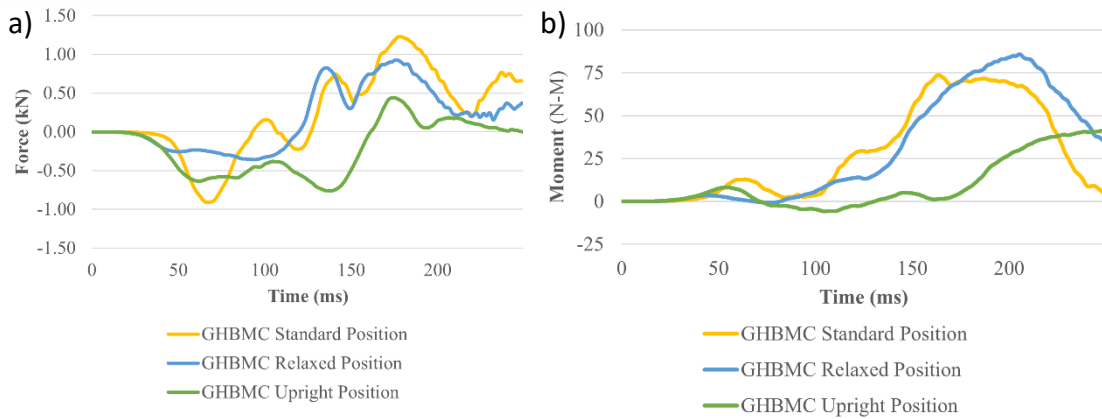 a)
Force (kN)
1.50
1.00
0.50
0.00
-0.50
-1.00
-1.50
0
50
100
150
200
Time (ms)
GHBMC Standard Position
GHBMC Relaxed Position
GHBMC Upright Position
b)
Moment (N-M)
100
75
50
25
0
-25
0
50
100
150
200
Time (ms)
GHBMC Standard Position
GHBMC Relaxed Position
GHBMC Upright Position